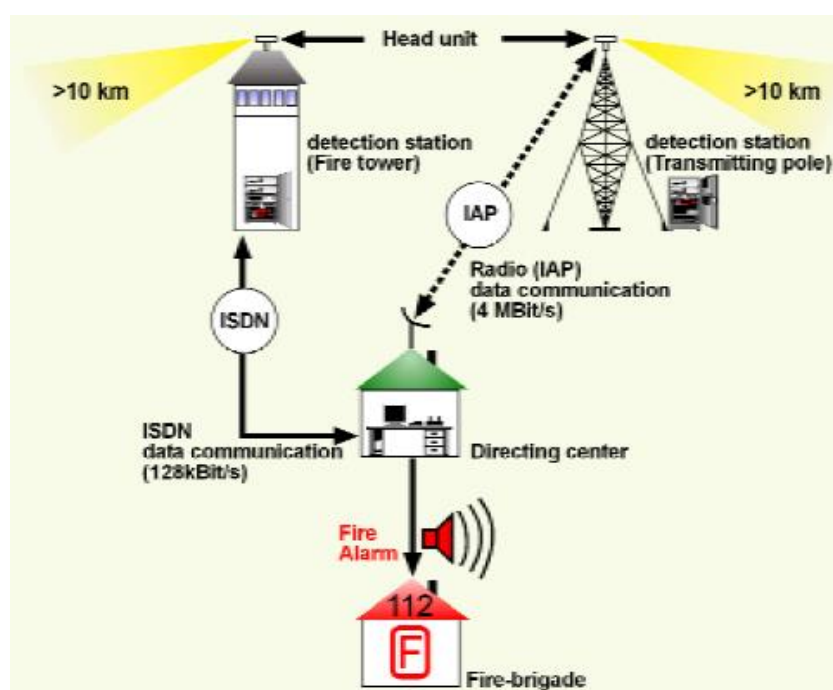 Head unit
>10 km
>10 km
detection station
(Fire tower)
detection station
(Transmitting pole)
IAP
Radio (IAP)
data communication
(4 MBit/s)
ISDN
ISDN
data communication
(128kBit/s)
Directing center
Fire
Alarm
112
F
Fire-brigade